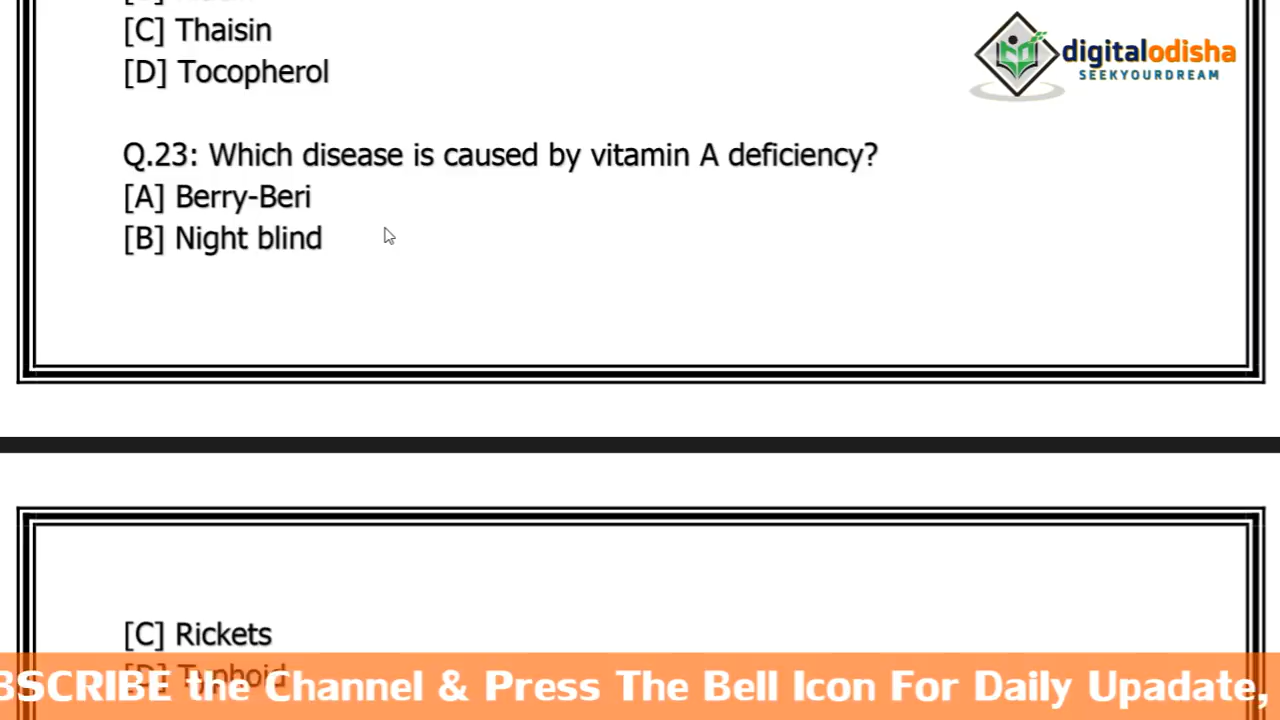 [C] Thaisin
[D] Tocopherol
digitalodisha
SEEKYOURDREAM
Q.23: Which disease is caused by vitamin A deficiency?
[A] Berry-Beri
[B] Night blind
[C] Rickets
[D] Typhoid
BSCRIBE the Channel & Press The Bell Icon For Daily Upadate,